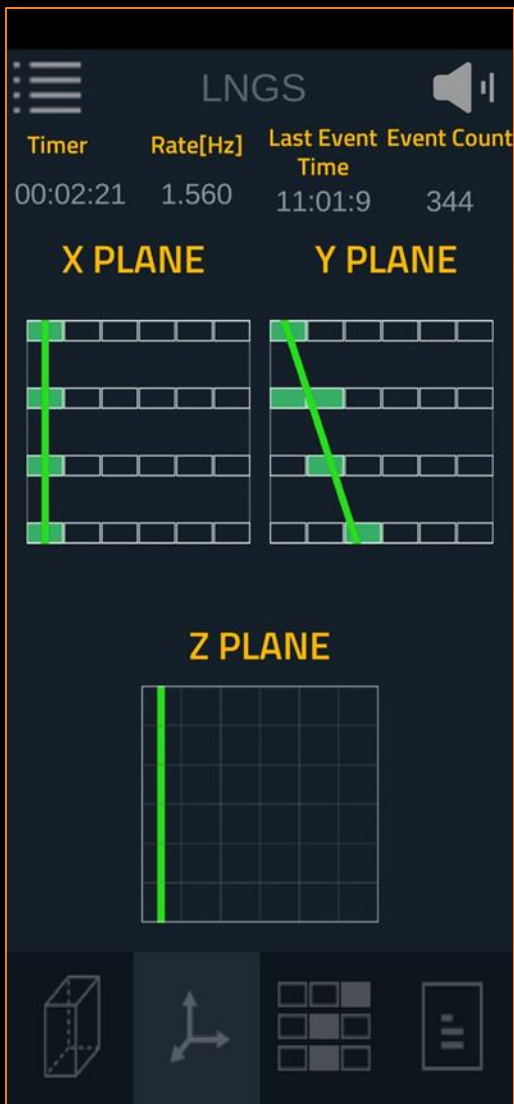 LNGS
Timer
Rate[Hz]
Last Event
Time
Event Count
00:02:21
1.560
11:01:9
344
X PLANE
Y PLANE
Z PLANE